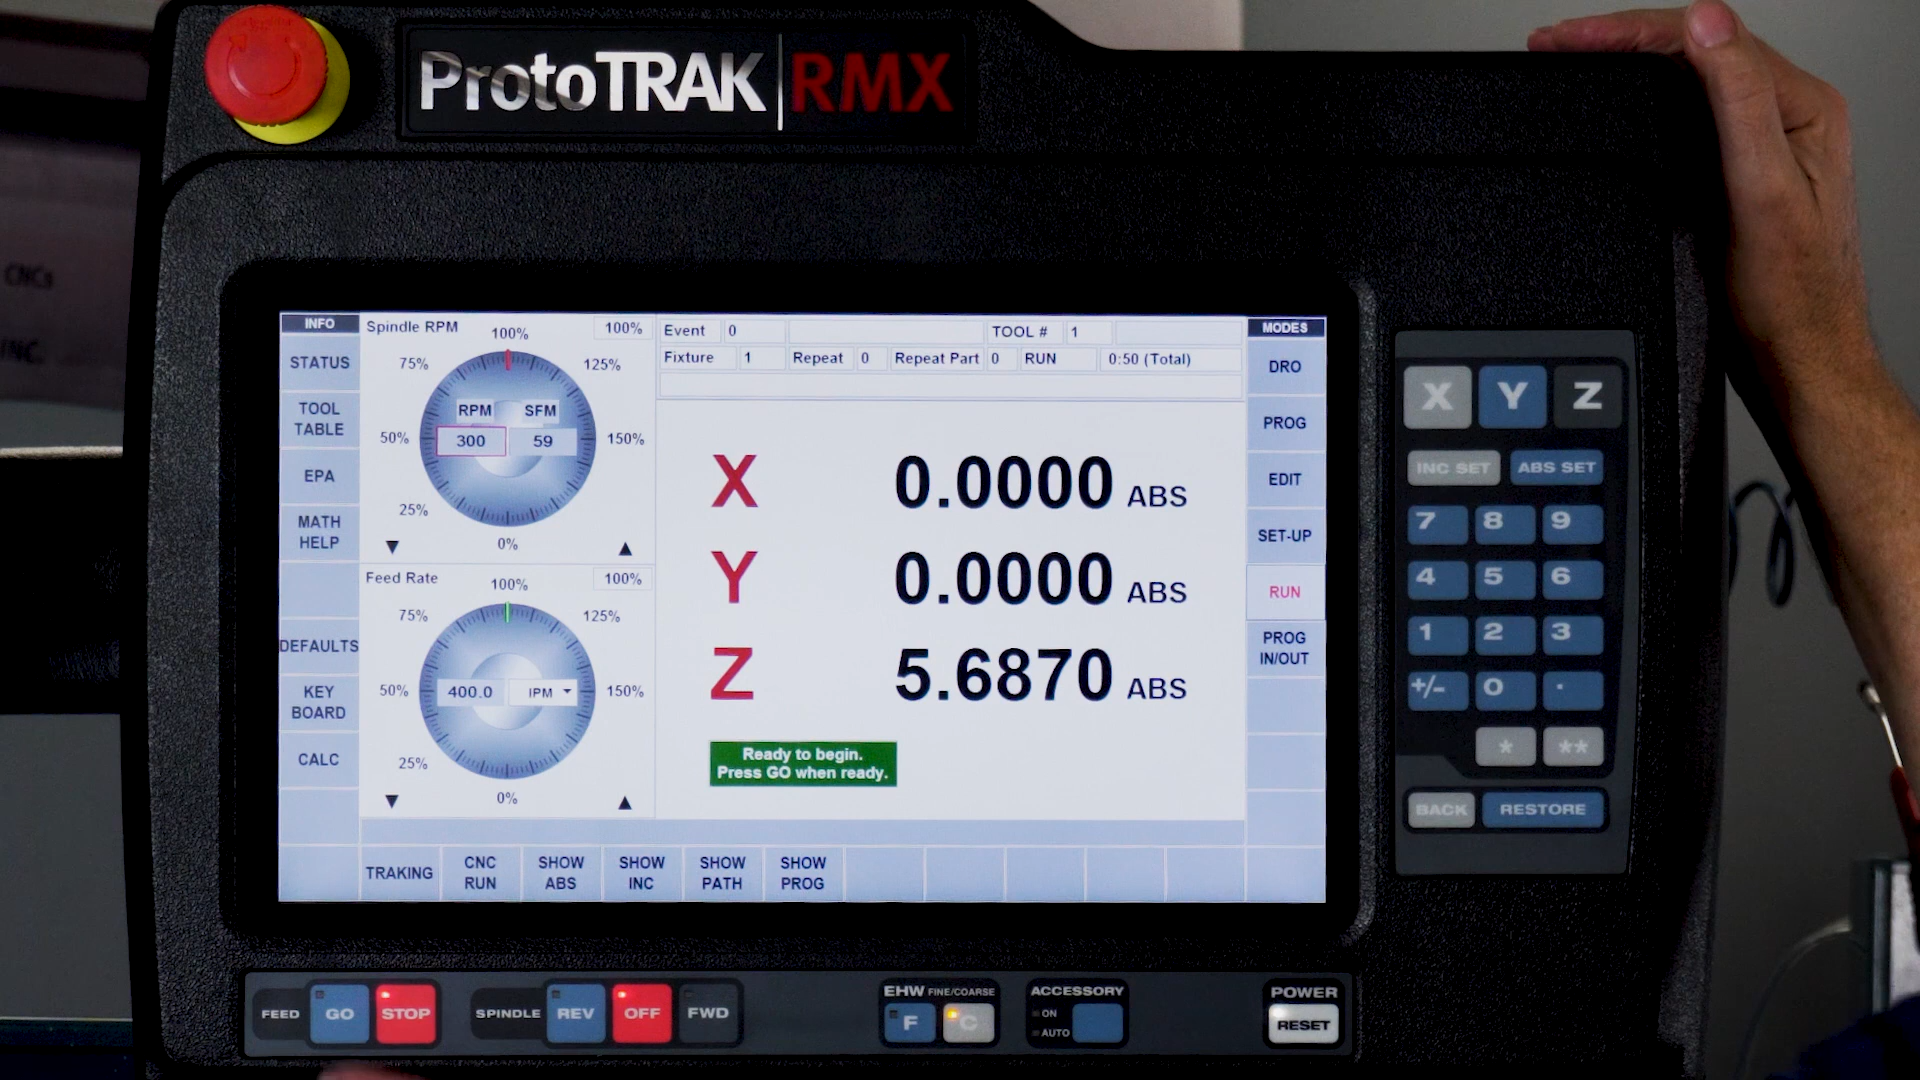 ProtoTRAK RMX
CNCs
INC.
INFO
STATUS
TOOL
TABLE
EPA
MATH
HELP
DEFAULTS
KEY
BOARD
CALC
Spindle RPM
100%
100%
75%
125%
RPM
SFM
50%
300
59
150%
25%
▼
0%
▲
Feed Rate
100%
100%
75%
125%
50%
400.0
IPM
150%
25%
▼
0%
▲
Event 0 TOOL # 1
Fixture 1 Repeat 0 Repeat Part 0 RUN 0:50 (Total)
X 0.0000 ABS
Y 0.0000 ABS
Z 5.6870 ABS
Ready to begin.
Press GO when ready.
MODES
DRO
PROG
EDIT
SET-UP
RUN
PROG
IN/OUT
TRAKING
CNC
RUN
SHOW
ABS
SHOW
INC
SHOW
PATH
SHOW
PROG
X Y Z
INC SET ABS SET
7 8 9
4 5 6
1 2 3
+/- 0 .
* **
BACK RESTORE
FEED GO STOP
SPINDLE REV OFF FWD
EHW FINE/COARSE
F C
ACCESSORY
ON
AUTO
POWER
RESET